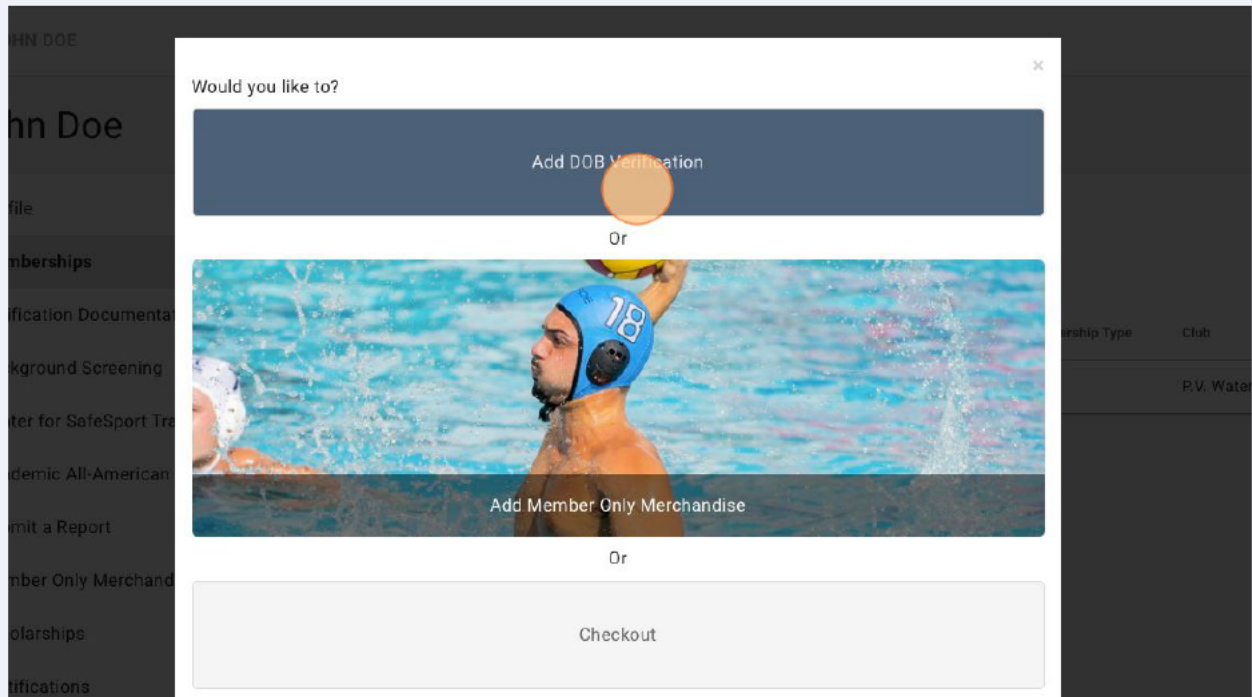 HN DOE
hn Doe
Would you like to?
×
Add DOB Verification
Or
18
Add Member Only Merchandise
Or
Checkout
file
mberships
ification Documentat
kground Screening
ter for SafeSport Tra
demic All-American
mit a Report
mber Only Merchand
olarships
tifications
ership Type Club
P.V. Water